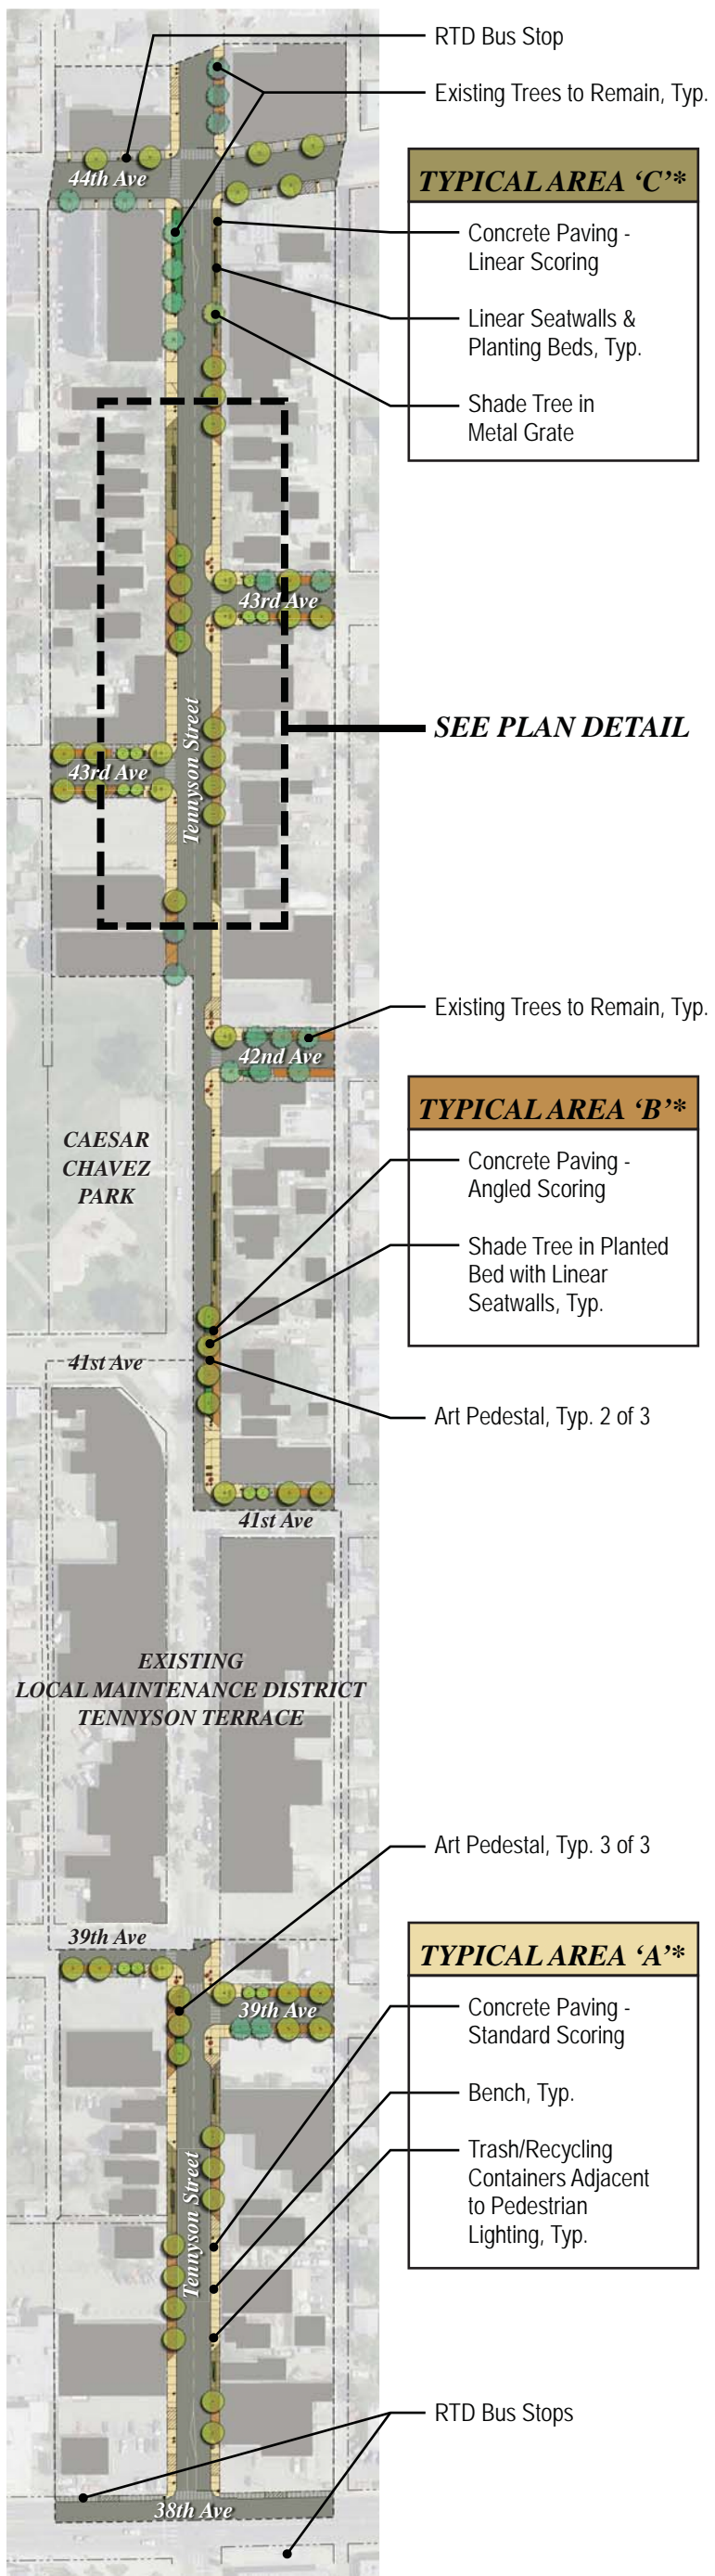 RTD Bus Stop
Existing Trees to Remain, Typ.
44th Ave
TYPICAL AREA ‘C’*
Concrete Paving -
Linear Scoring
Linear Seatwalls &
Planting Beds, Typ.
Shade Tree in
Metal Grate
43rd Ave
Tennyson Street
SEE PLAN DETAIL
43rd Ave
Existing Trees to Remain, Typ.
42nd Ave
TYPICAL AREA ‘B’*
CAESAR
CHAVEZ
PARK
Concrete Paving -
Angled Scoring
Shade Tree in Planted
Bed with Linear
Seatwalls, Typ.
41st Ave
Art Pedestal, Typ. 2 of 3
41st Ave
EXISTING
LOCAL MAINTENANCE DISTRICT
TENNYSON TERRACE
Art Pedestal, Typ. 3 of 3
39th Ave
TYPICAL AREA ‘A’*
39th Ave
Concrete Paving -
Standard Scoring
Bench, Typ.
Trash/Recycling
Containers Adjacent
to Pedestrian
Lighting, Typ.
Tennyson Street
RTD Bus Stops
38th Ave